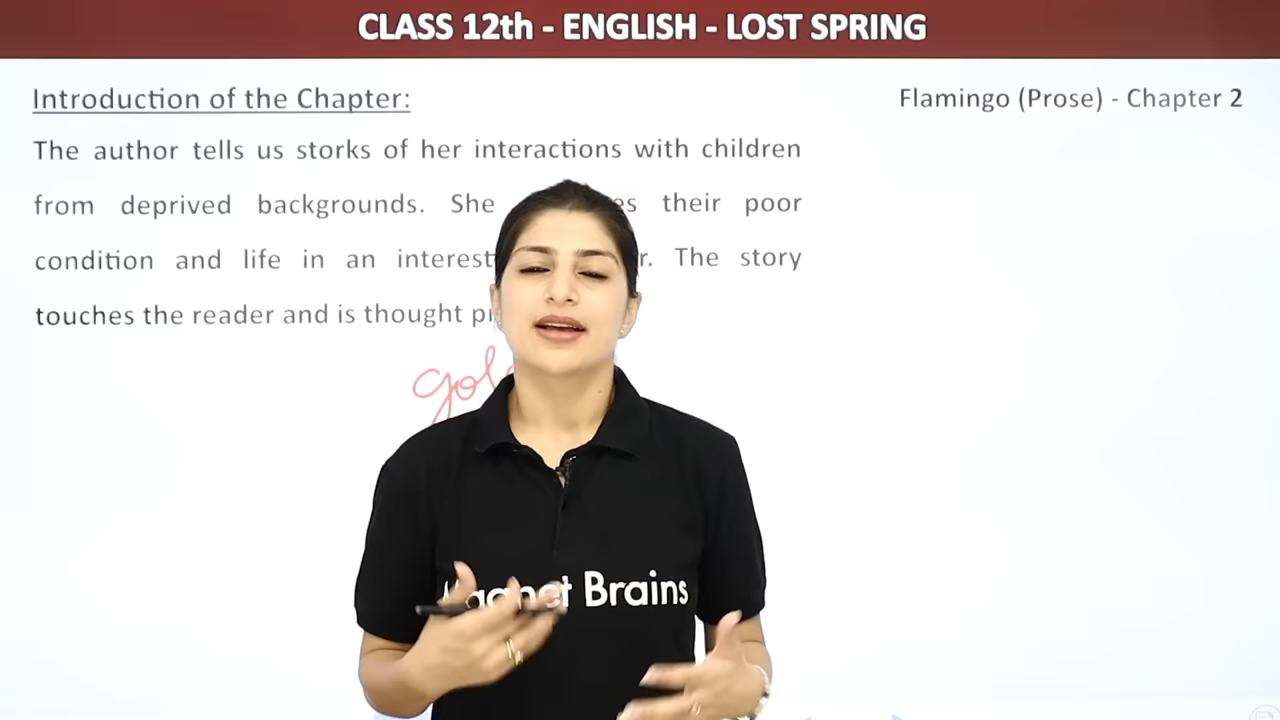 CLASS 12th - ENGLISH - LOST SPRING
Introduction of the Chapter:
Flamingo (Prose) - Chapter 2
The author tells us storks of her interactions with children
from deprived backgrounds. She their poor
condition and life in an The story
touches the reader and is thought
Brains